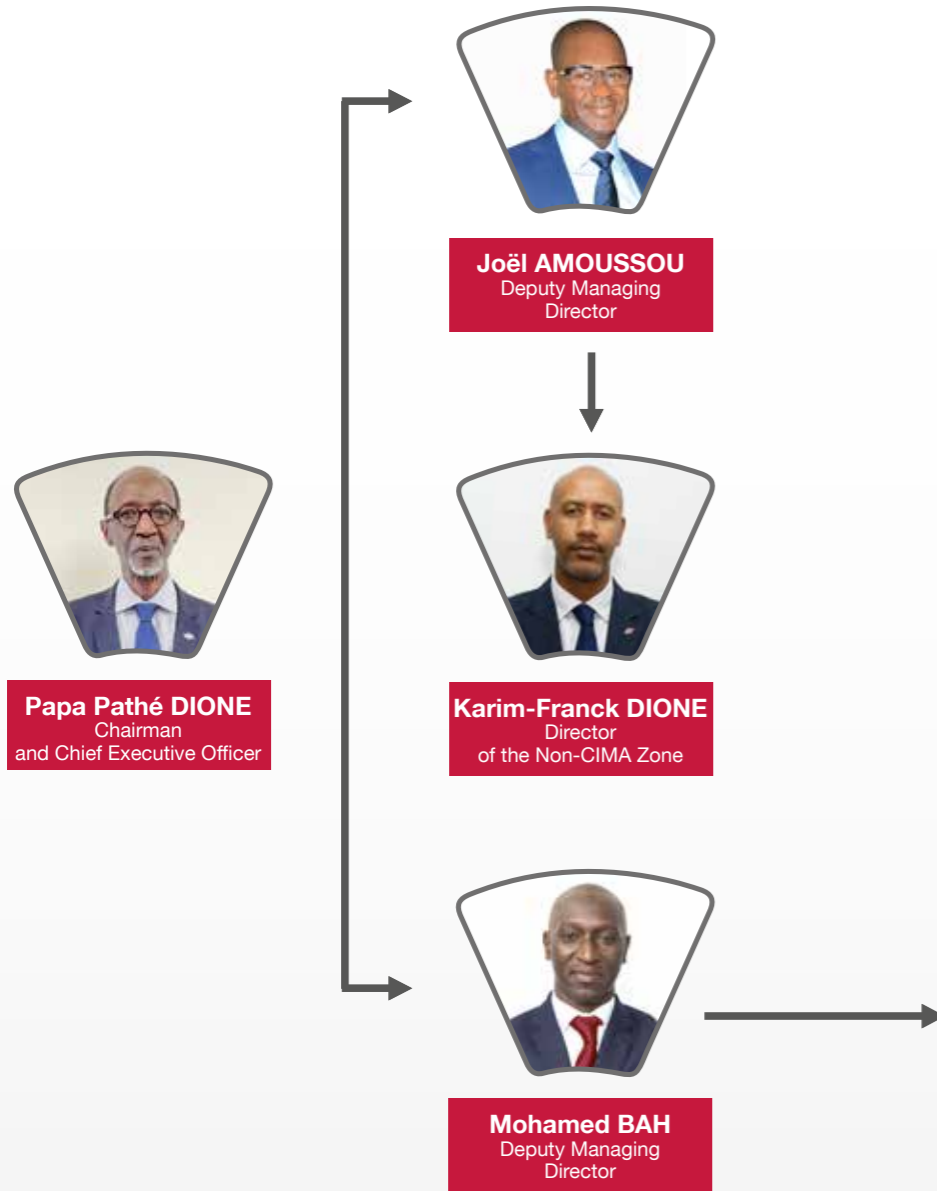 Joël AMOUSSOU
Deputy Managing
Director
Papa Pathé DIONE
Chairman
and Chief Executive Officer
Karim-Franck DIONE
Director
of the Non-CIMA Zone
Mohamed BAH
Deputy Managing
Director